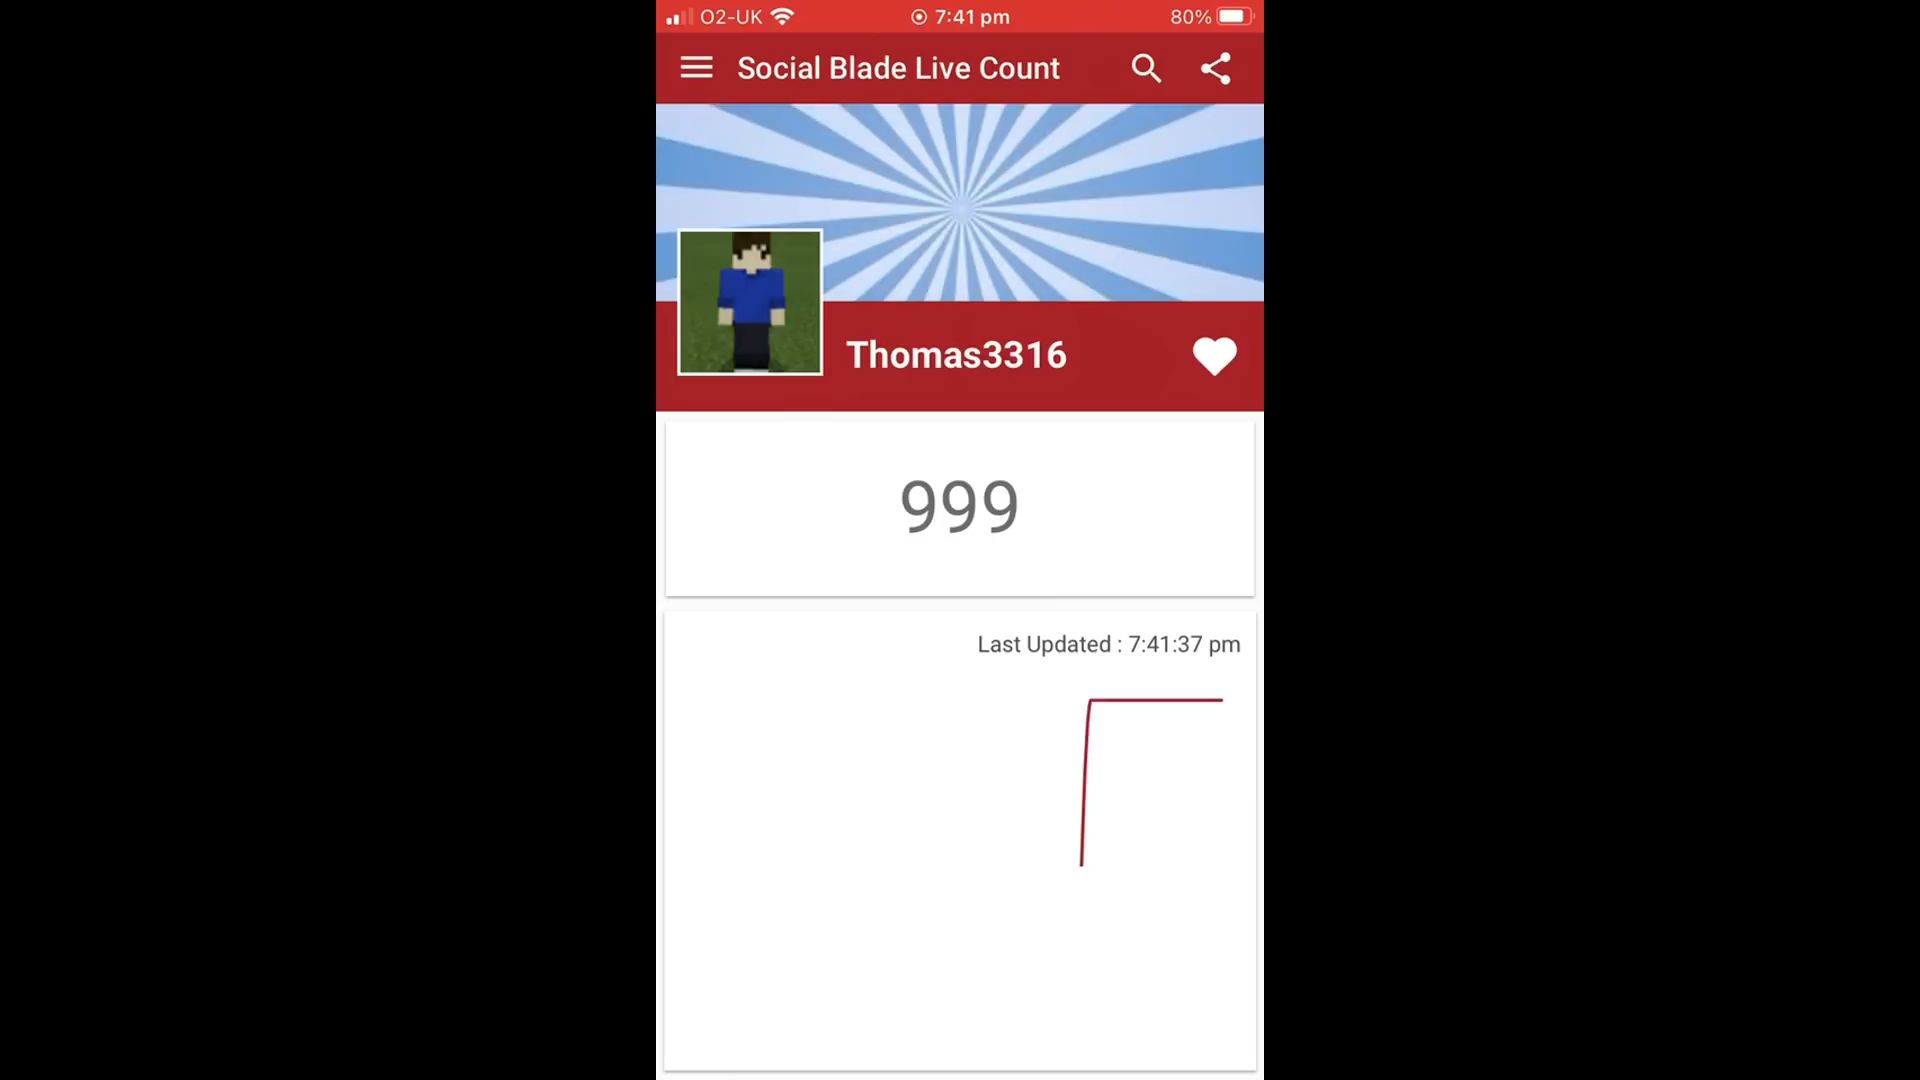 O2-UK 7:41 pm 80%
Social Blade Live Count
Thomas3316
999
Last Updated : 7:41:37 pm